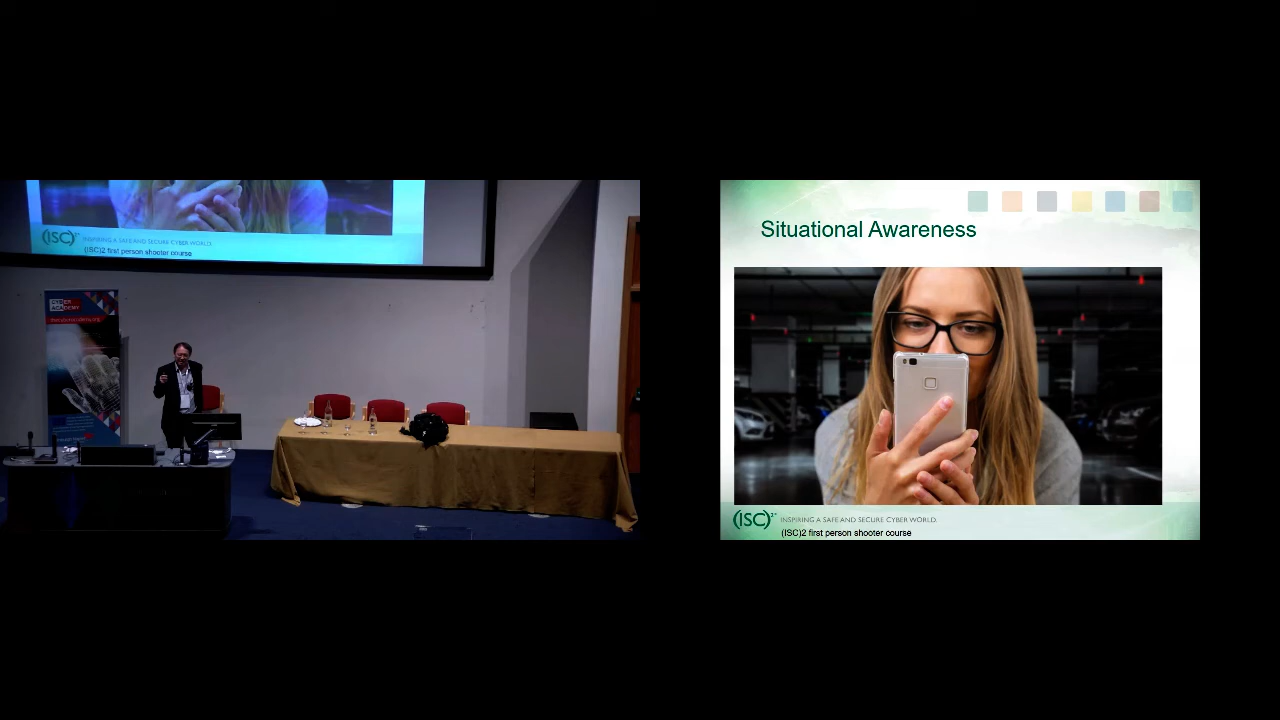 (ISC)²
INSPIRING A SAFE AND SECURE CYBER WORLD.
(ISC)2 first person shooter course
ACADEMY
Situational Awareness
(ISC)²
INSPIRING A SAFE AND SECURE CYBER WORLD.
(ISC)2 first person shooter course